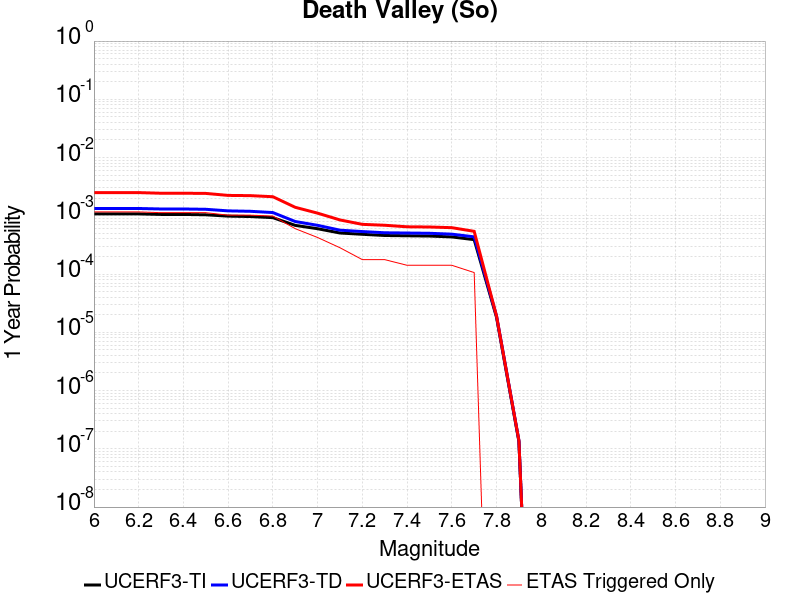 Death Valley (So)
10^0
10^-1
10^-2
10^-3
10^-4
10^-5
10^-6
10^-7
10^-8
1 Year Probability
6 6.2 6.4 6.6 6.8 7 7.2 7.4 7.6 7.8 8 8.2 8.4 8.6 8.8 9
Magnitude
UCERF3-TI UCERF3-TD UCERF3-ETAS ETAS Triggered Only